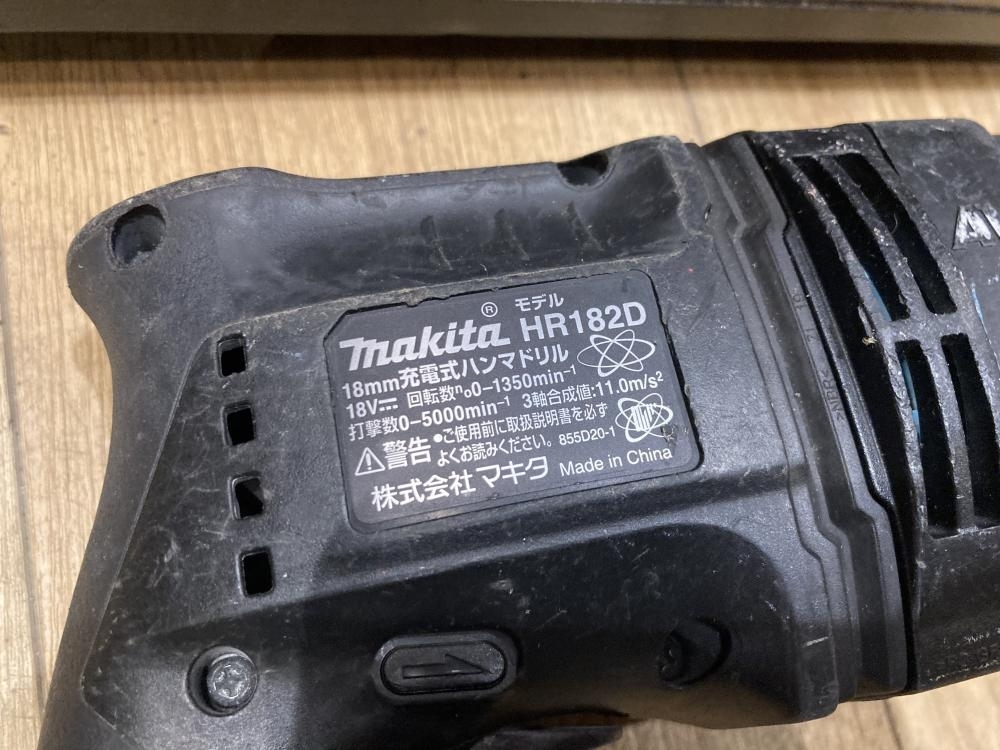 makita® モデル HR182D
18mm充電式ハンマドリル
18V⎓ 回転数n₀0-1350min⁻¹
打撃数0-5000min⁻¹ 3軸合成値:11.0m/s²
⚠警告 •ご使用前に取扱説明書を必ず
よくお読みください。 855D20-1
株式会社 マキタ Made in China
AV